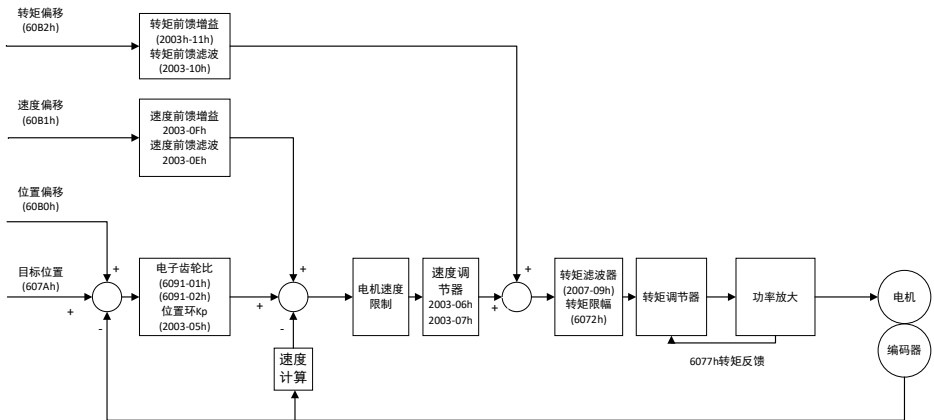 转矩偏移
(60B2h)
转矩前馈增益
(2003h-11h)
转矩前馈滤波
(2003-10h)
+
速度偏移
(60B1h)
速度前馈增益
2003-0Fh
速度前馈滤波
2003-0Eh
+
位置偏移
(60B0h)
+
目标位置
(607Ah)
+
-
电子齿轮比
(6091-01h)
(6091-02h)
位置环Kp
(2003-05h)
+
+
-
速度
计算
电机速度
限制
速度调
节器
2003-06h
2003-07h
+
+
转矩滤波器
(2007-09h)
转矩限幅
(6072h)
转矩调节器
功率放大
6077h转矩反馈
电机
编码器